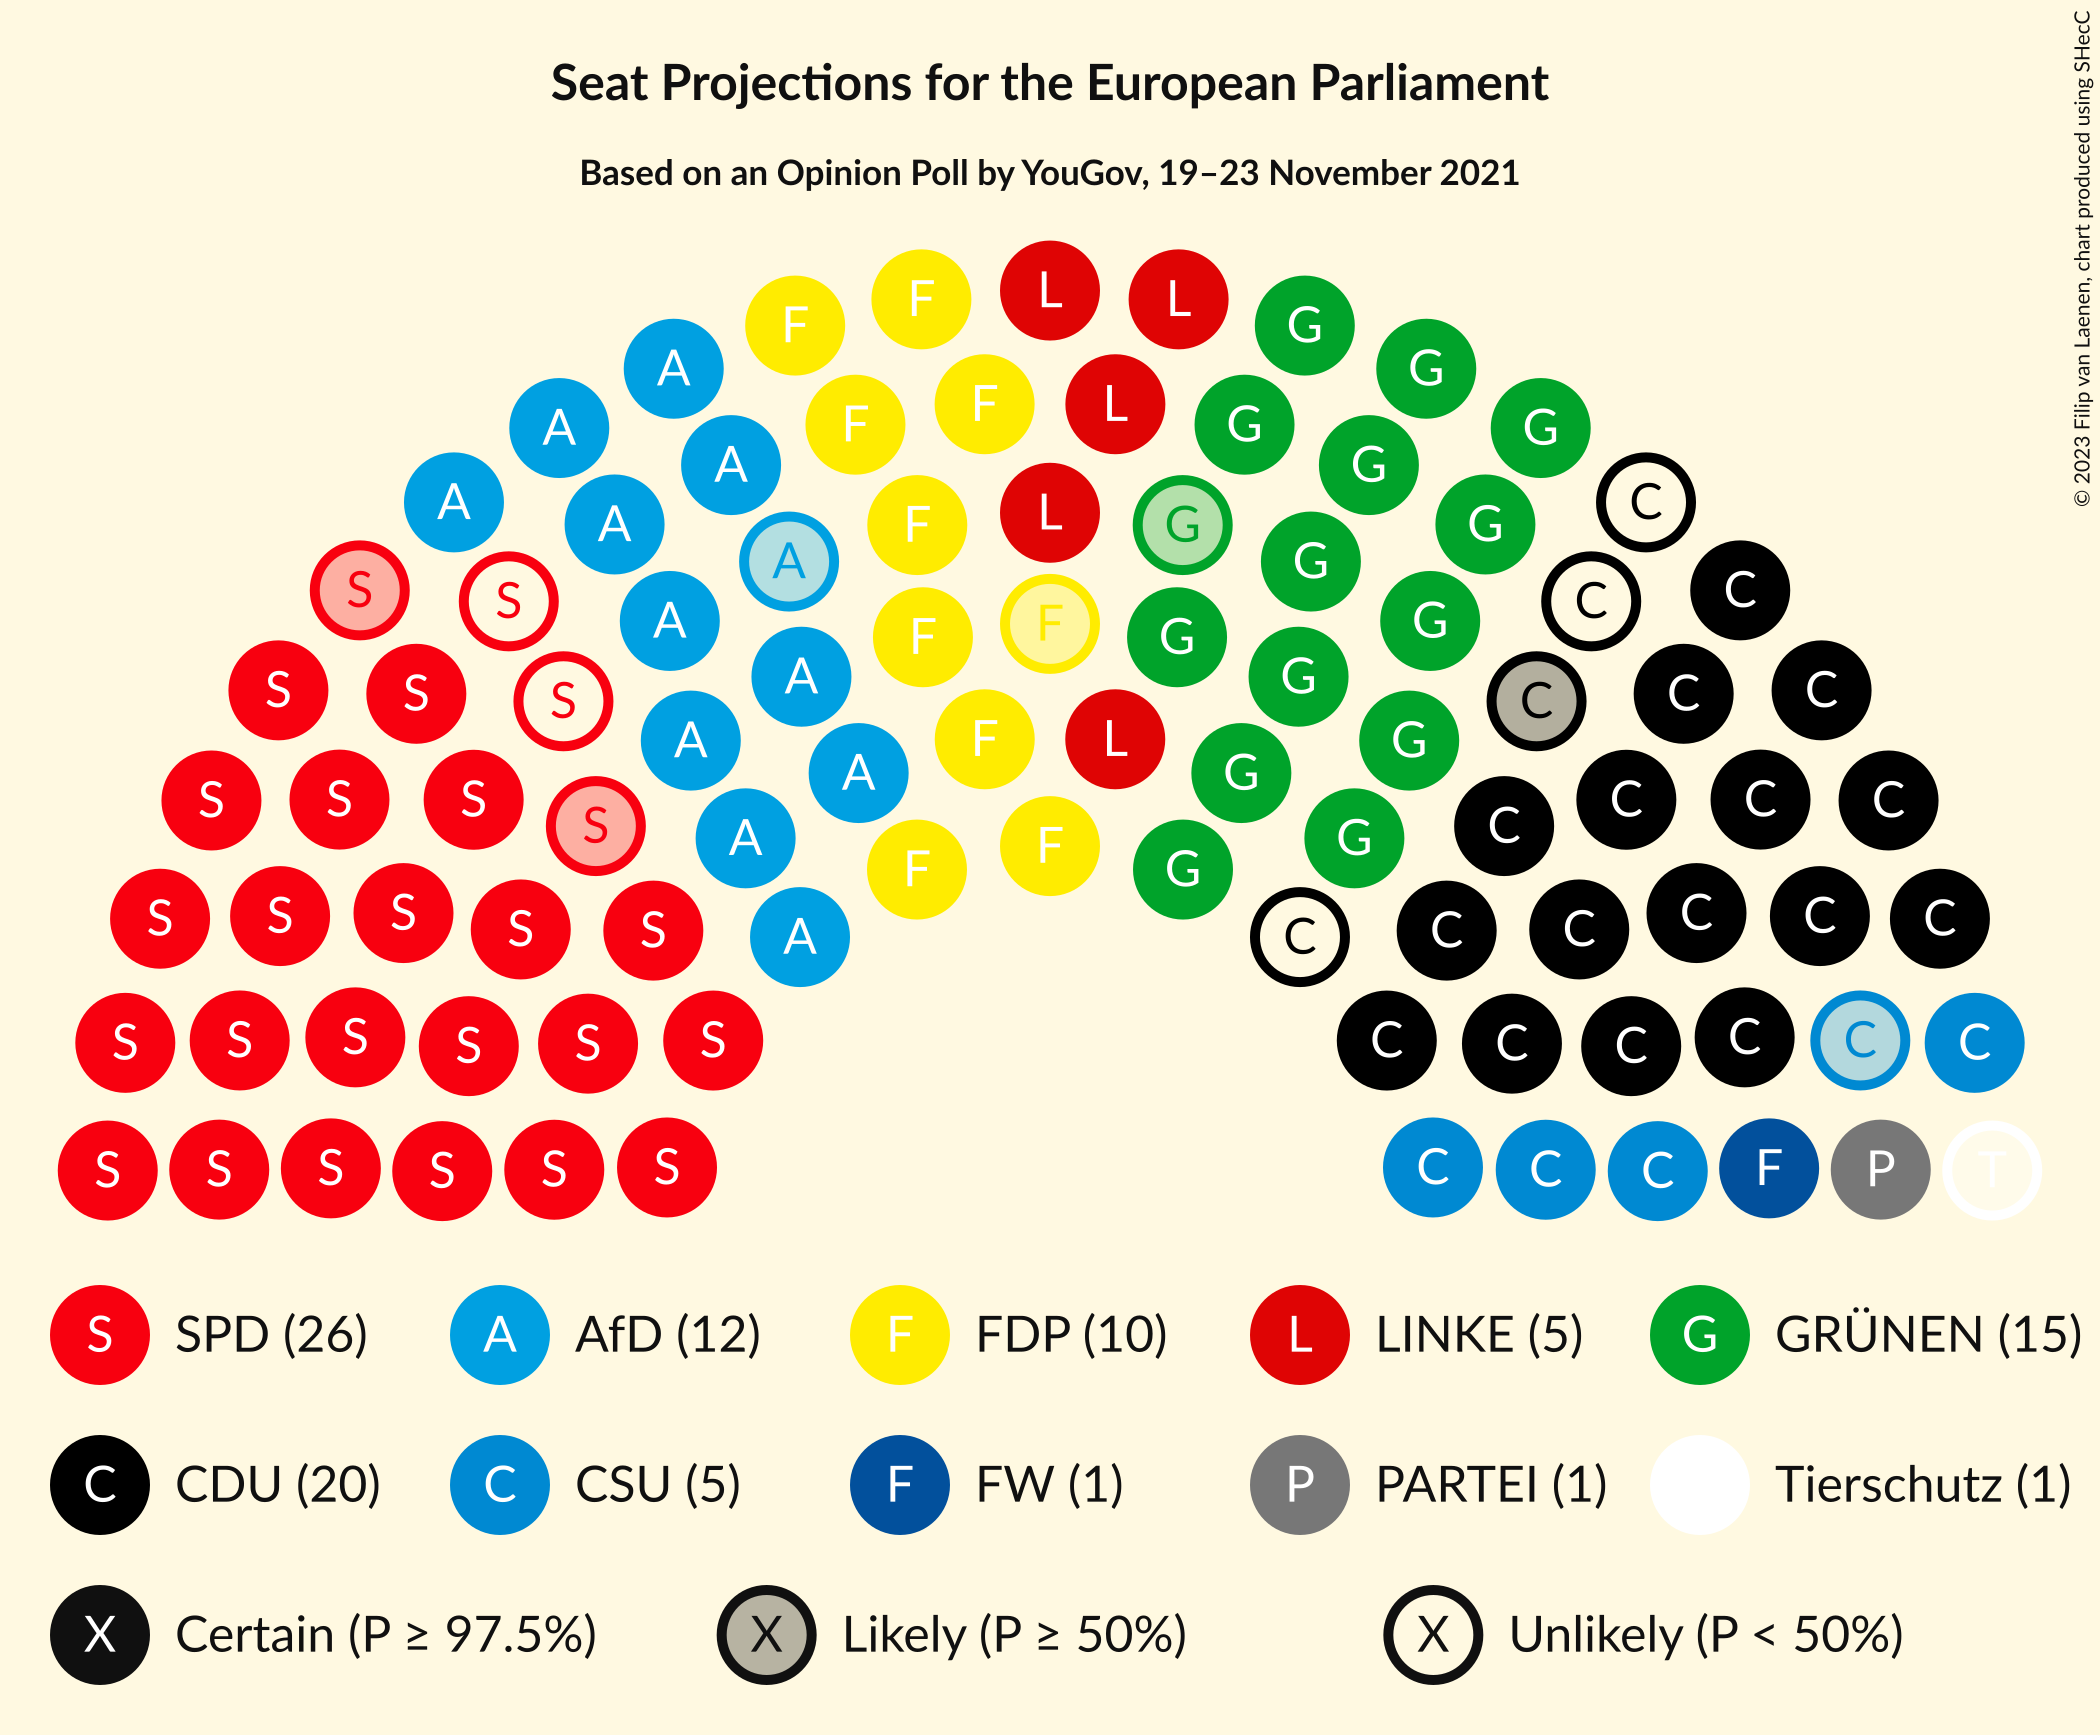 Seat Projections for the European Parliament
Based on an Opinion Poll by YouGov, 19–23 November 2021
© 2023 Filip van Laenen, chart produced using SHecC
L
F L
F G
A G
F F L G
A G
A A F G G
A F L G G C
A A G G
S S A F F G G C C
S S S A A G C C C
A F L G
S S S S A G C C C C
A F G
S S S S S A F G C C C C C C
S S S S S S C C C C C C
S S S S S S C C C F P T
S SPD (26) A AfD (12) F FDP (10) L LINKE (5) G GRÜNEN (15)
C CDU (20) C CSU (5) F FW (1) P PARTEI (1) Tierschutz (1)
X Certain (P ≥ 97.5%) X Likely (P ≥ 50%) X Unlikely (P < 50%)